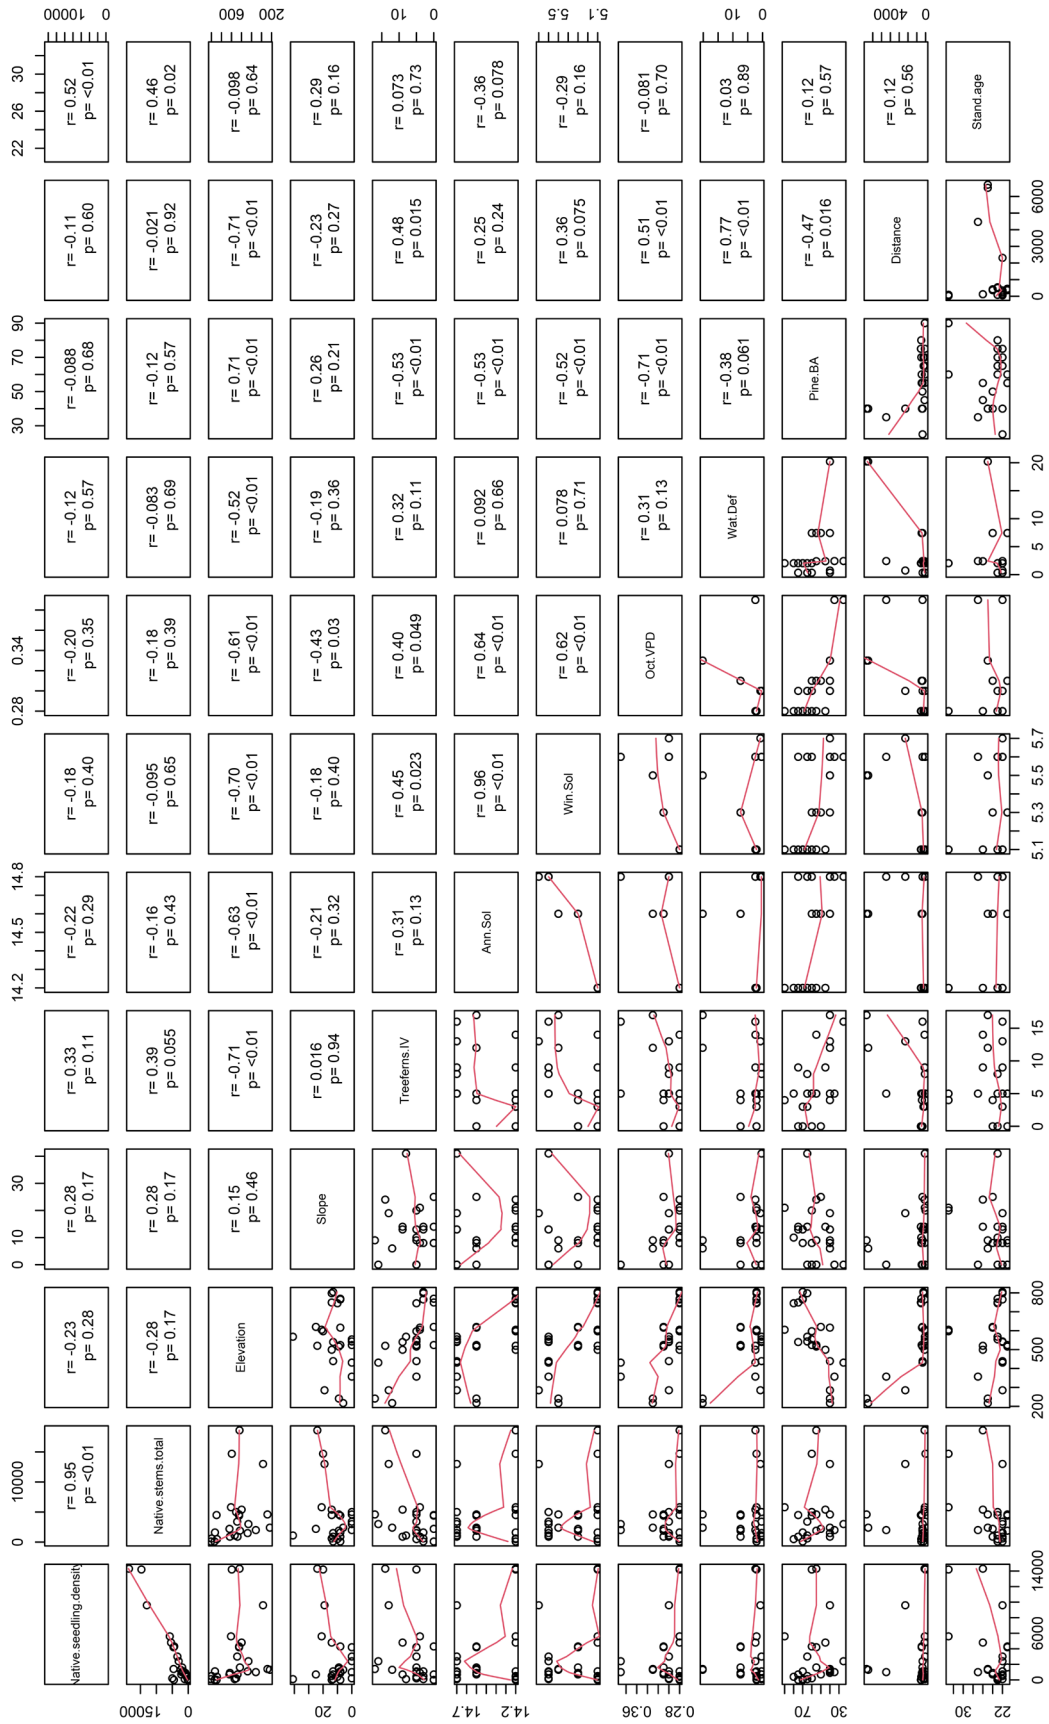 10000
0
600
200
10
0
5.5
5.1
10
0
4000
0
22
26
30
r= 0.52
p= <0.01
r= 0.46
p= 0.02
r= -0.098
p= 0.64
r= 0.29
p= 0.16
r= 0.073
p= 0.73
r= -0.36
p= 0.078
r= -0.29
p= 0.16
r= -0.081
p= 0.70
r= 0.03
p= 0.89
r= 0.12
p= 0.57
r= 0.12
p= 0.56
Stand.age
r= -0.11
p= 0.60
r= -0.021
p= 0.92
r= -0.71
p= <0.01
r= -0.23
p= 0.27
r= 0.48
p= 0.015
r= 0.25
p= 0.24
r= 0.36
p= 0.075
r= 0.51
p= <0.01
r= 0.77
p= <0.01
r= -0.47
p= 0.016
Distance
0
3000
6000
30
50
70
90
r= -0.088
p= 0.68
r= -0.12
p= 0.57
r= 0.71
p= <0.01
r= 0.26
p= 0.21
r= -0.53
p= <0.01
r= -0.53
p= <0.01
r= -0.52
p= <0.01
r= -0.71
p= <0.01
r= -0.38
p= 0.061
Pine.BA
r= -0.12
p= 0.57
r= -0.083
p= 0.69
r= -0.52
p= <0.01
r= -0.19
p= 0.36
r= 0.32
p= 0.11
r= 0.092
p= 0.66
r= 0.078
p= 0.71
r= 0.31
p= 0.13
Wat.Def
0
5
10
20
0.28
0.34
r= -0.20
p= 0.35
r= -0.18
p= 0.39
r= -0.61
p= <0.01
r= -0.43
p= 0.03
r= 0.40
p= 0.049
r= 0.64
p= <0.01
r= 0.62
p= <0.01
Oct.VPD
r= -0.18
p= 0.40
r= -0.095
p= 0.65
r= -0.70
p= <0.01
r= -0.18
p= 0.40
r= 0.45
p= 0.023
r= 0.96
p= <0.01
Win.Sol
5.1
5.3
5.5
5.7
14.2
14.5
14.8
r= -0.22
p= 0.29
r= -0.16
p= 0.43
r= -0.63
p= <0.01
r= -0.21
p= 0.32
r= 0.31
p= 0.13
Ann.Sol
r= 0.33
p= 0.11
r= 0.39
p= 0.055
r= -0.71
p= <0.01
r= 0.016
p= 0.94
Treeferns.IV
0
5
10
15
0
10
30
r= 0.28
p= 0.17
r= 0.28
p= 0.17
r= 0.15
p= 0.46
Slope
r= -0.23
p= 0.28
r= -0.28
p= 0.17
Elevation
200
500
800
0
10000
r= 0.95
p= <0.01
Native.stems.total
Native.seedling.density
0
6000
14000
15000
0
20
0
14.7
14.2
0.36
0.28
70
30
30
22